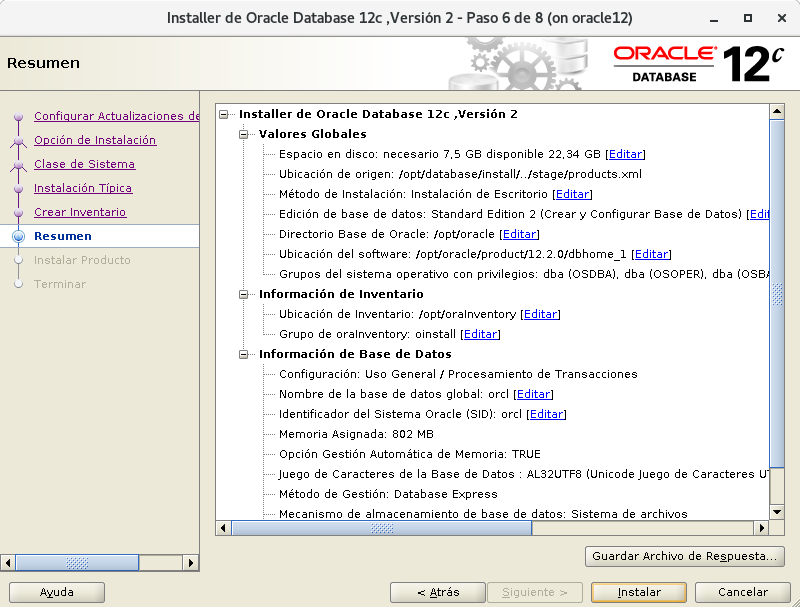 Installer de Oracle Database 12c ,Versión 2 - Paso 6 de 8 (on oracle12)
Resumen
ORACLE
DATABASE
12c
Configurar Actualizaciones de
Opción de Instalación
Clase de Sistema
Instalación Típica
Crear Inventario
Resumen
Instalar Producto
Terminar
Installer de Oracle Database 12c ,Versión 2
Valores Globales
Espacio en disco: necesario 7,5 GB disponible 22,34 GB [Editar]
Ubicación de origen: /opt/database/install/../stage/products.xml
Método de Instalación: Instalación de Escritorio [Editar]
Edición de base de datos: Standard Edition 2 (Crear y Configurar Base de Datos) [Edit
Directorio Base de Oracle: /opt/oracle [Editar]
Ubicación del software: /opt/oracle/product/12.2.0/dbhome_1 [Editar]
Grupos del sistema operativo con privilegios: dba (OSDBA), dba (OSOPER), dba (OSBA
Información de Inventario
Ubicación de Inventario: /opt/oraInventory [Editar]
Grupo de oraInventory: oinstall [Editar]
Información de Base de Datos
Configuración: Uso General / Procesamiento de Transacciones
Nombre de la base de datos global: orcl [Editar]
Identificador del Sistema Oracle (SID): orcl [Editar]
Memoria Asignada: 802 MB
Opción Gestión Automática de Memoria: TRUE
Juego de Caracteres de la Base de Datos : AL32UTF8 (Unicode Juego de Caracteres UT
Método de Gestión: Database Express
Mecanismo de almacenamiento de base de datos: Sistema de archivos
Guardar Archivo de Respuesta...
Ayuda
< Atrás
Siguiente >
Instalar
Cancelar